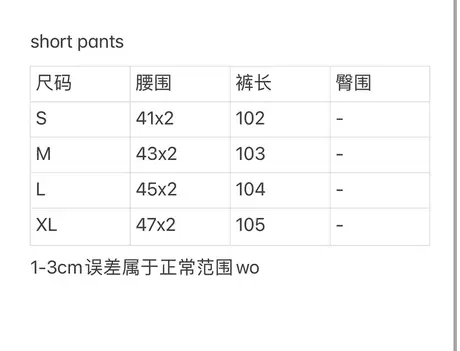 short pants
尺码 腰围 裤长 臀围
S 41x2 102 -
M 43x2 103 -
L 45x2 104 -
XL 47x2 105 -
1-3cm误差属于正常范围wo